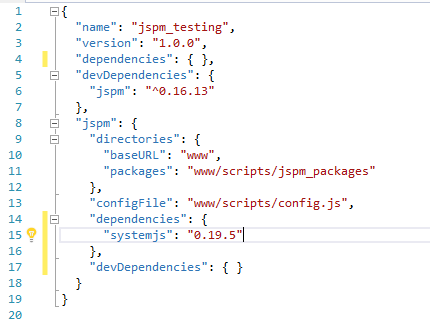 1 {
2 "name": "jspm_testing",
3 "version": "1.0.0",
4 "dependencies": { },
5 "devDependencies": {
6 "jspm": "^0.16.13"
7 },
8 "jspm": {
9 "directories": {
10 "baseURL": "www",
11 "packages": "www/scripts/jspm_packages"
12 },
13 "configFile": "www/scripts/config.js",
14 "dependencies": {
15 "systemjs": "0.19.5"
16 },
17 "devDependencies": { }
18 }
19 }
20